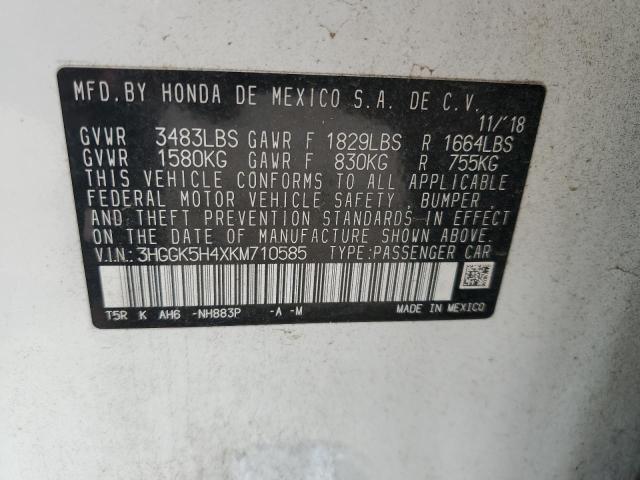 MFD.BY HONDA DE MEXICO S.A. DE C.V.
11/'18
GVWR 3483LBS GAWR F 1829LBS R 1664LBS
GVWR 1580KG GAWR F 830KG R 755KG
THIS VEHICLE CONFORMS TO ALL APPLICABLE
FEDERAL MOTOR VEHICLE SAFETY, BUMPER,
AND THEFT PREVENTION STANDARDS IN EFFECT
ON THE DATE OF MANUFACTURE SHOWN ABOVE.
V.I.N.:3HGGK5H4XKM710585 TYPE:PASSENGER CAR
T5R K AH6 -NH883P -A -M MADE IN MEXICO